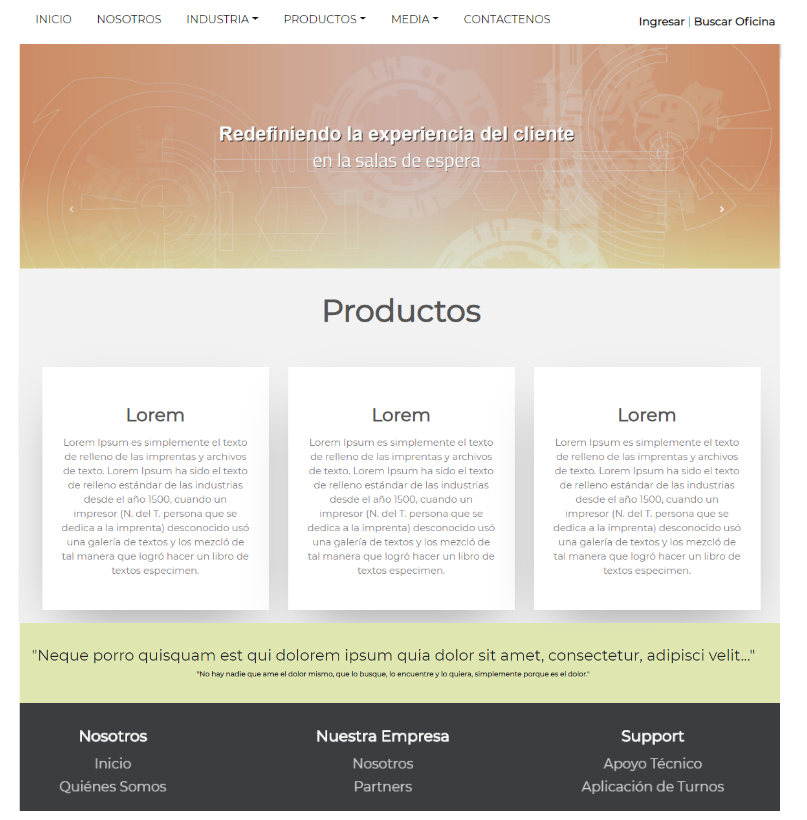 INICIO NOSOTROS INDUSTRIA PRODUCTOS MEDIA CONTACTENOS Ingresar | Buscar Oficina
Redefiniendo la experiencia del cliente
en la salas de espera
Productos
Lorem
Lorem Ipsum es simplemente el texto
de relleno de las imprentas y archivos
de texto. Lorem Ipsum ha sido el texto
de relleno estándar de las industrias
desde el año 1500, cuando un
impresor (N. del T. persona que se
dedica a la imprenta) desconocido usó
una galería de textos y los mezcló de
tal manera que logró hacer un libro de
textos especimen.
Lorem
Lorem Ipsum es simplemente el texto
de relleno de las imprentas y archivos
de texto. Lorem Ipsum ha sido el texto
de relleno estándar de las industrias
desde el año 1500, cuando un
impresor (N. del T. persona que se
dedica a la imprenta) desconocido usó
una galería de textos y los mezcló de
tal manera que logró hacer un libro de
textos especimen.
Lorem
Lorem Ipsum es simplemente el texto
de relleno de las imprentas y archivos
de texto. Lorem Ipsum ha sido el texto
de relleno estándar de las industrias
desde el año 1500, cuando un
impresor (N. del T. persona que se
dedica a la imprenta) desconocido usó
una galería de textos y los mezcló de
tal manera que logró hacer un libro de
textos especimen.
"Neque porro quisquam est qui dolorem ipsum quia dolor sit amet, consectetur, adipisci velit..."
"No hay nadie que ame el dolor mismo, que lo busque, lo encuentre y lo quiera, simplemente porque es el dolor."
Nosotros
Inicio
Quiénes Somos
Nuestra Empresa
Nosotros
Partners
Support
Apoyo Técnico
Aplicación de Turnos